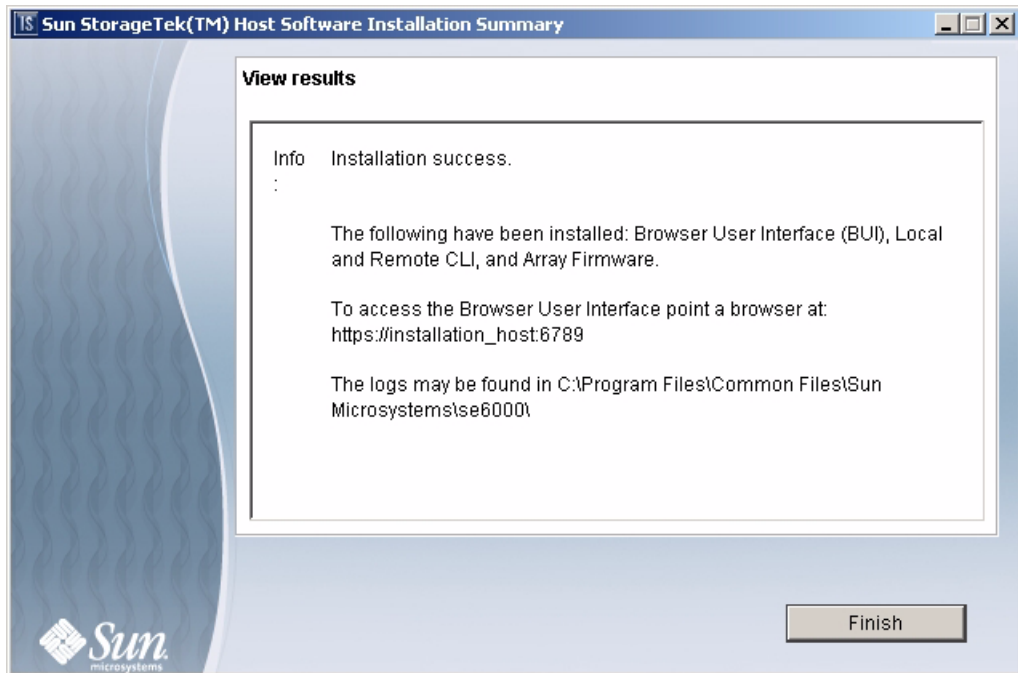 Sun StorageTek(TM) Host Software Installation Summary
View results
Info Installation success.
:
The following have been installed: Browser User Interface (BUI), Local
and Remote CLI, and Array Firmware.
To access the Browser User Interface point a browser at:
https://installation_host:6789
The logs may be found in C:\Program Files\Common Files\Sun
Microsystems\se6000\
Finish
Sun
microsystems